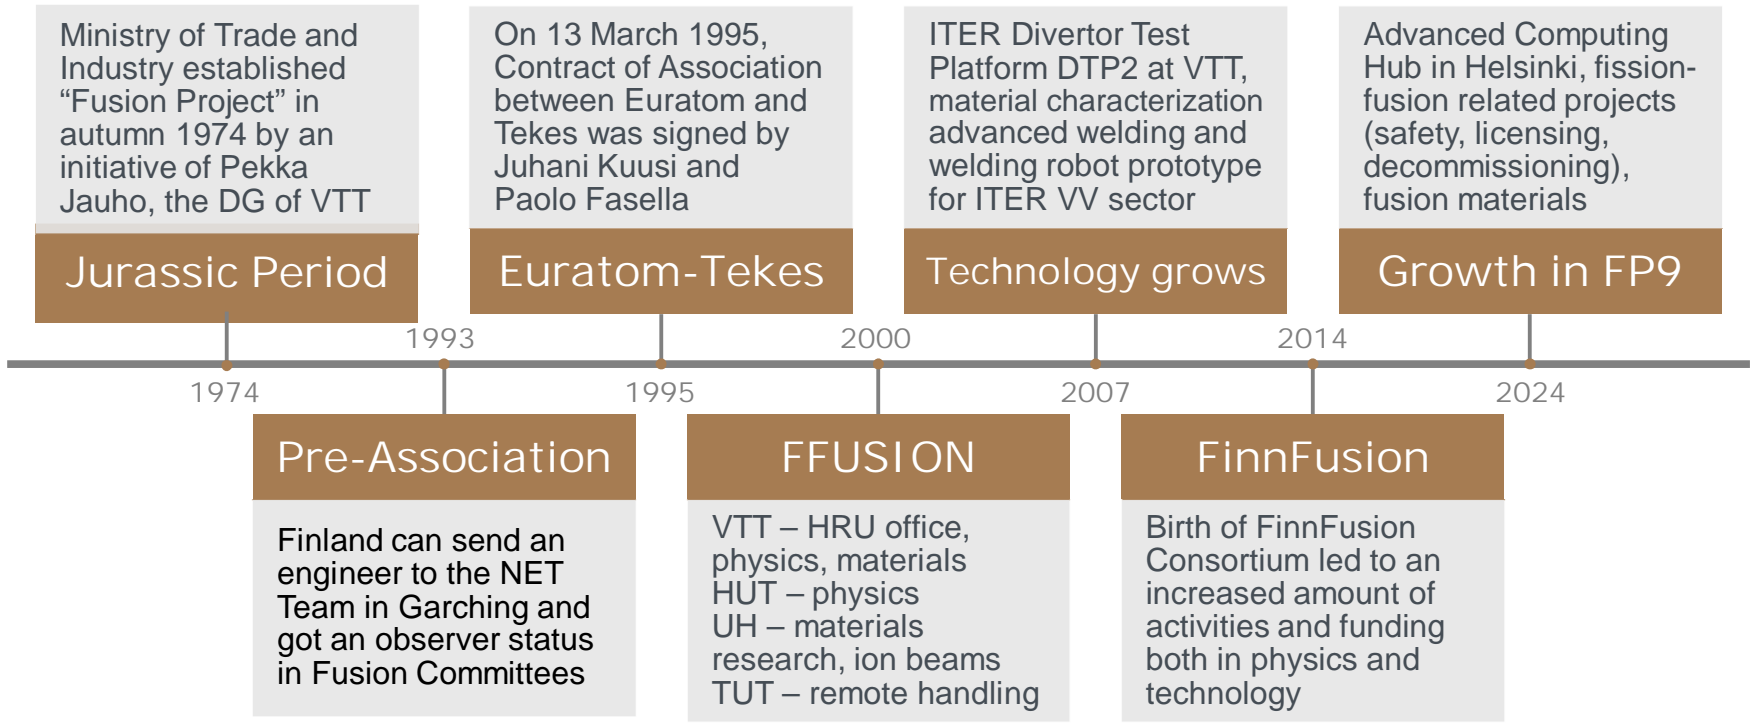 Ministry of Trade and
Industry established
“Fusion Project” in
autumn 1974 by an
initiative of Pekka
Jauho, the DG of VTT
Jurassic Period
1974
1993
Pre-Association
Finland can send an
engineer to the NET
Team in Garching and
got an observer status
in Fusion Committees
On 13 March 1995,
Contract of Association
between Euratom and
Tekes was signed by
Juhani Kuusi and
Paolo Fasella
Euratom-Tekes
1995
2000
FFUSION
VTT – HRU office,
physics, materials
HUT – physics
UH – materials
research, ion beams
TUT – remote handling
ITER Divertor Test
Platform DTP2 at VTT,
material characterization
advanced welding and
welding robot prototype
for ITER VV sector
Technology grows
2007
2014
FinnFusion
Birth of FinnFusion
Consortium led to an
increased amount of
activities and funding
both in physics and
technology
Advanced Computing
Hub in Helsinki, fission-
fusion related projects
(safety, licensing,
decommissioning),
fusion materials
Growth in FP9
2024